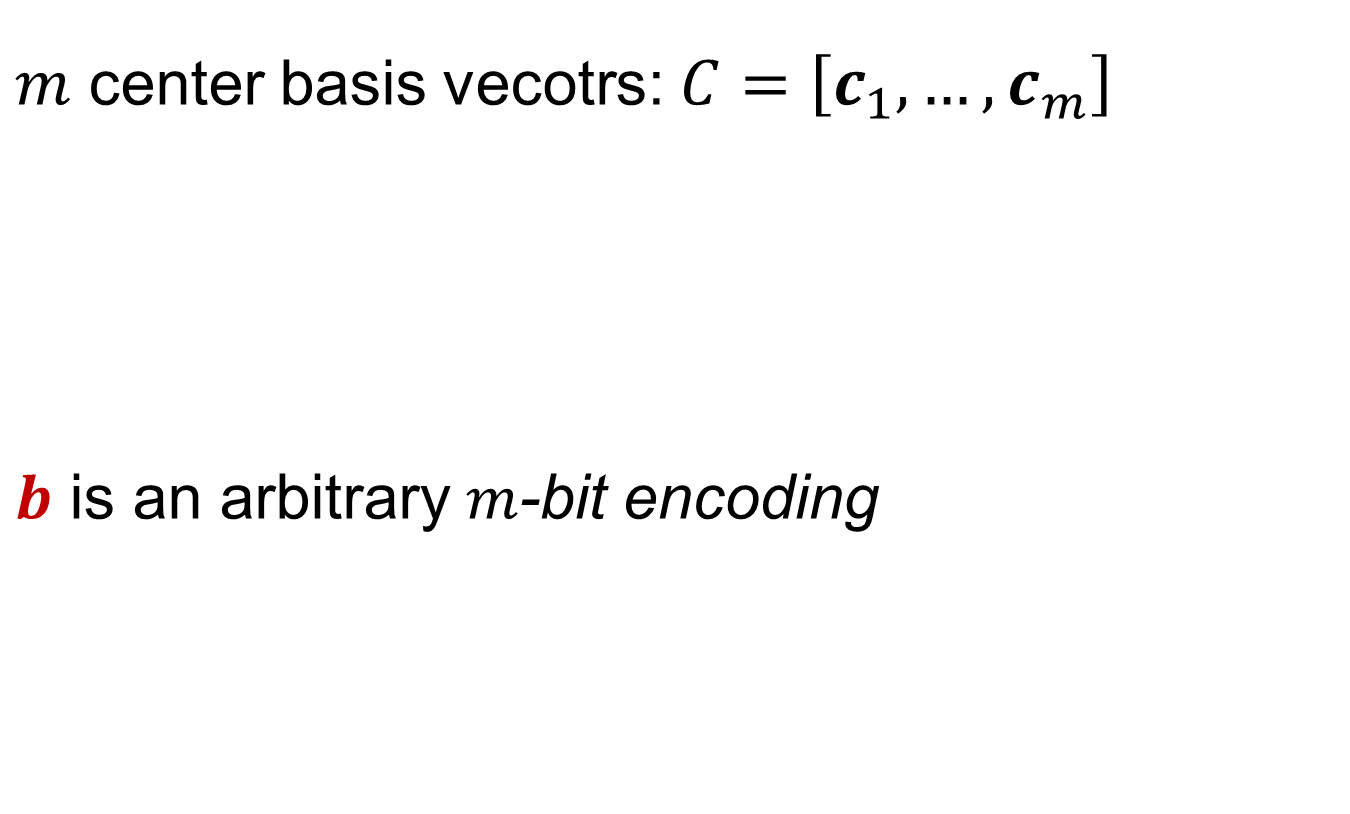 𝑚 center basis vecotrs: 𝐶 = [𝒄₁, … , 𝒄ₘ]
𝒃 is an arbitrary 𝑚-bit encoding